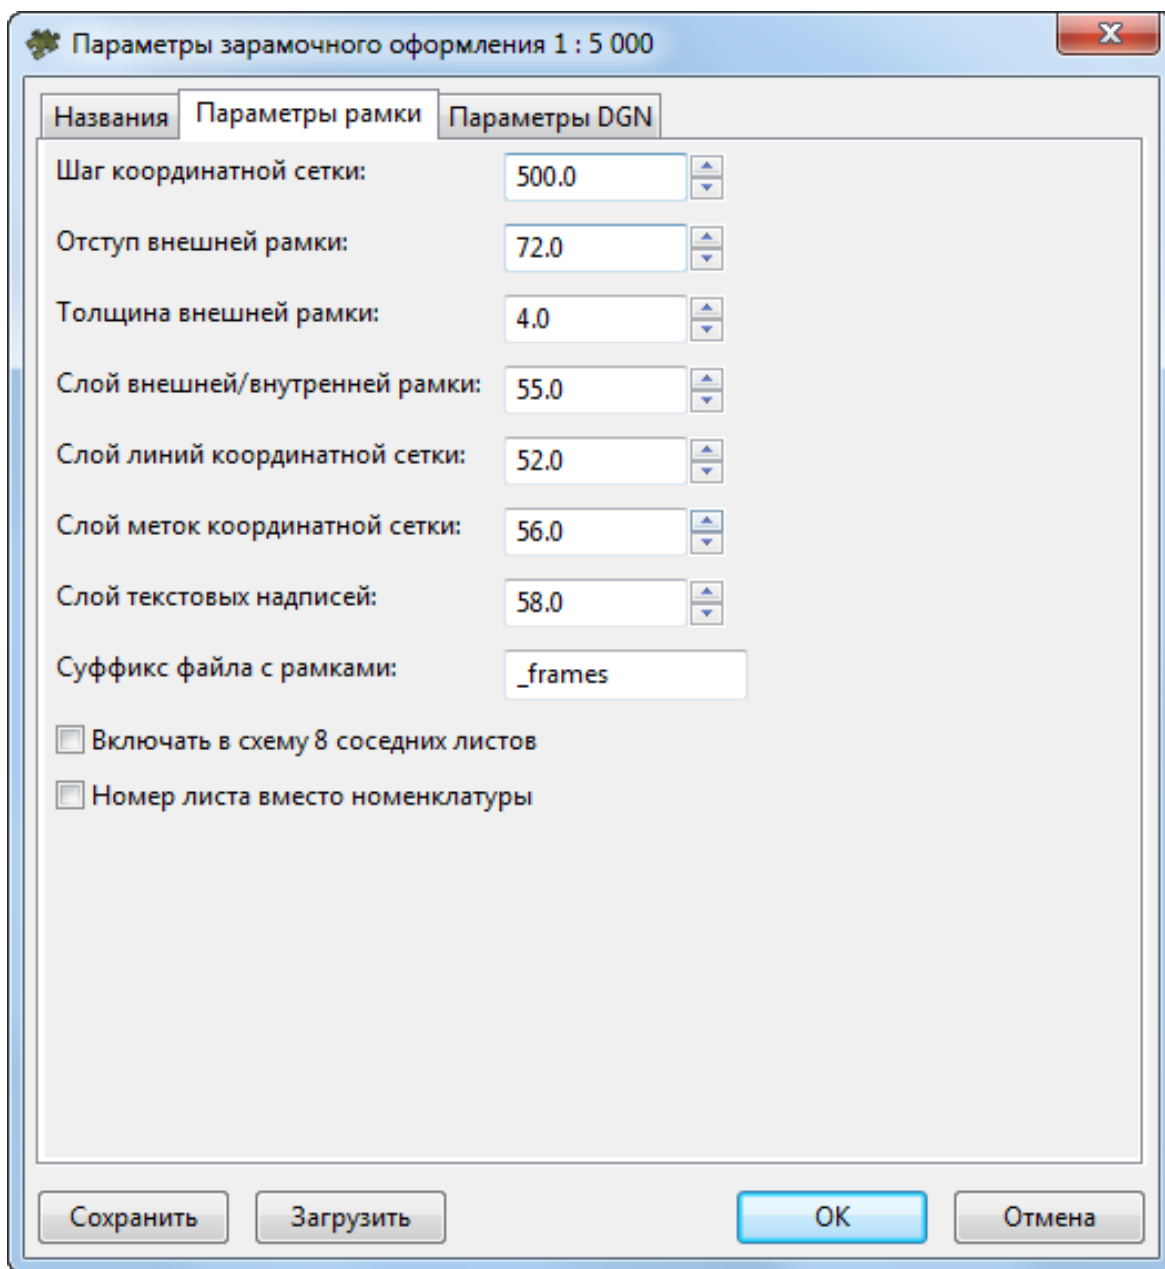 Параметры зарамочного оформления 1 : 5 000
Названия Параметры рамки Параметры DGN
Шаг координатной сетки: 500.0
Отступ внешней рамки: 72.0
Толщина внешней рамки: 4.0
Слой внешней/внутренней рамки: 55.0
Слой линий координатной сетки: 52.0
Слой меток координатной сетки: 56.0
Слой текстовых надписей: 58.0
Суффикс файла с рамками: _frames
Включать в схему 8 соседних листов
Номер листа вместо номенклатуры
Сохранить Загрузить OK Отмена